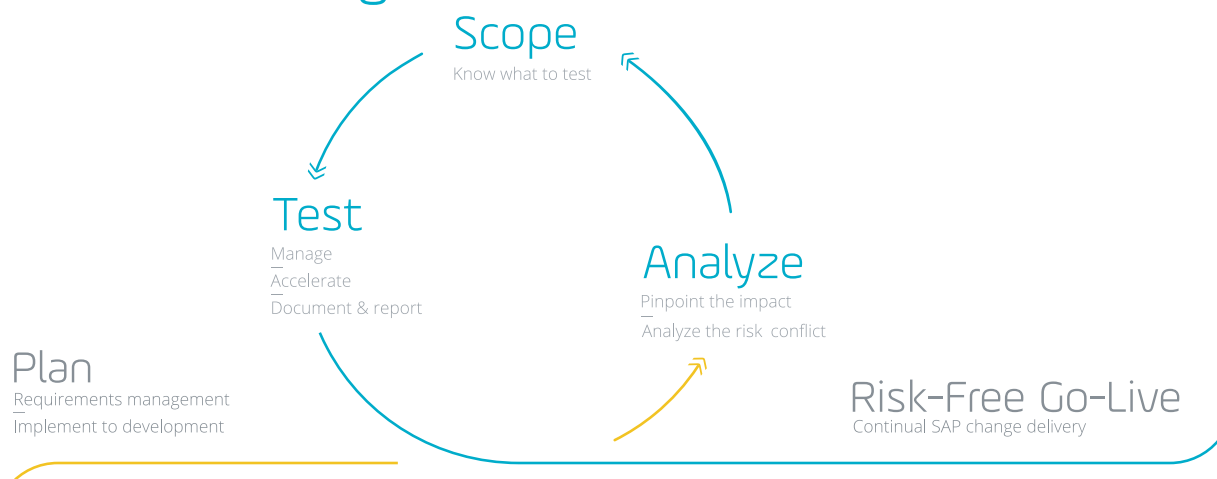 Scope
Know what to test
Test
Manage
Accelerate
Document & report
Analyze
Pinpoint the impact
Analyze the risk conflict
Plan
Requirements management
Implement to development
Risk-Free Go-Live
Continual SAP change delivery